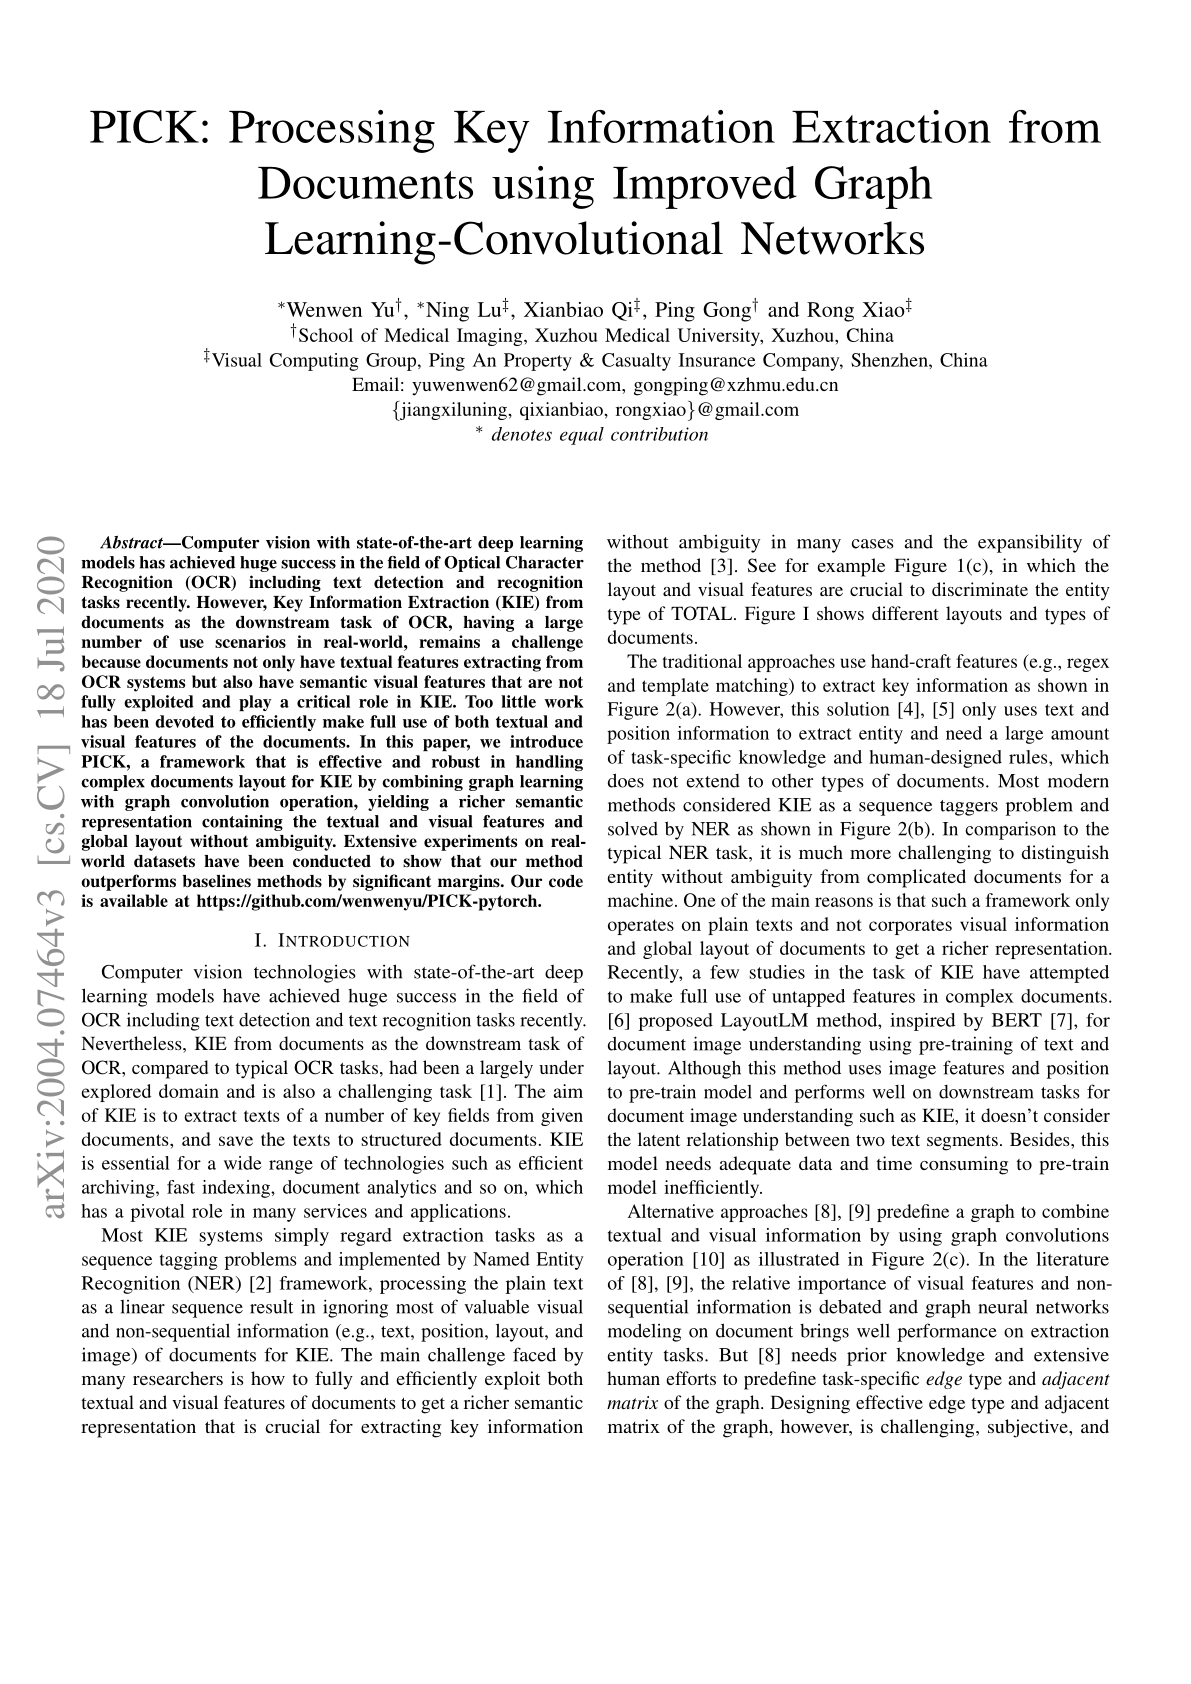 PICK: Processing Key Information Extraction from
Documents using Improved Graph
Learning-Convolutional Networks
*Wenwen Yu†, *Ning Lu‡, Xianbiao Qi‡, Ping Gong† and Rong Xiao‡
†School of Medical Imaging, Xuzhou Medical University, Xuzhou, China
‡Visual Computing Group, Ping An Property & Casualty Insurance Company, Shenzhen, China
Email: yuwenwen62@gmail.com, gongping@xzhmu.edu.cn
{jiangxiluning, qixianbiao, rongxiao}@gmail.com
* denotes equal contribution
arXiv:2004.07464v3 [cs.CV] 18 Jul 2020
Abstract—Computer vision with state-of-the-art deep learning
models has achieved huge success in the field of Optical Character
Recognition (OCR) including text detection and recognition
tasks recently. However, Key Information Extraction (KIE) from
documents as the downstream task of OCR, having a large
number of use scenarios in real-world, remains a challenge
because documents not only have textual features extracting from
OCR systems but also have semantic visual features that are not
fully exploited and play a critical role in KIE. Too little work
has been devoted to efficiently make full use of both textual and
visual features of the documents. In this paper, we introduce
PICK, a framework that is effective and robust in handling
complex documents layout for KIE by combining graph learning
with graph convolution operation, yielding a richer semantic
representation containing the textual and visual features and
global layout without ambiguity. Extensive experiments on real-
world datasets have been conducted to show that our method
outperforms baselines methods by significant margins. Our code
is available at https://github.com/wenwenyu/PICK-pytorch.
I. INTRODUCTION
Computer vision technologies with state-of-the-art deep
learning models have achieved huge success in the field of
OCR including text detection and text recognition tasks recently.
Nevertheless, KIE from documents as the downstream task of
OCR, compared to typical OCR tasks, had been a largely under
explored domain and is also a challenging task [1]. The aim
of KIE is to extract texts of a number of key fields from given
documents, and save the texts to structured documents. KIE
is essential for a wide range of technologies such as efficient
archiving, fast indexing, document analytics and so on, which
has a pivotal role in many services and applications.
Most KIE systems simply regard extraction tasks as a
sequence tagging problems and implemented by Named Entity
Recognition (NER) [2] framework, processing the plain text
as a linear sequence result in ignoring most of valuable visual
and non-sequential information (e.g., text, position, layout, and
image) of documents for KIE. The main challenge faced by
many researchers is how to fully and efficiently exploit both
textual and visual features of documents to get a richer semantic
representation that is crucial for extracting key information
without ambiguity in many cases and the expansibility of
the method [3]. See for example Figure 1(c), in which the
layout and visual features are crucial to discriminate the entity
type of TOTAL. Figure I shows different layouts and types of
documents.
The traditional approaches use hand-craft features (e.g., regex
and template matching) to extract key information as shown in
Figure 2(a). However, this solution [4], [5] only uses text and
position information to extract entity and need a large amount
of task-specific knowledge and human-designed rules, which
does not extend to other types of documents. Most modern
methods considered KIE as a sequence taggers problem and
solved by NER as shown in Figure 2(b). In comparison to the
typical NER task, it is much more challenging to distinguish
entity without ambiguity from complicated documents for a
machine. One of the main reasons is that such a framework only
operates on plain texts and not corporates visual information
and global layout of documents to get a richer representation.
Recently, a few studies in the task of KIE have attempted
to make full use of untapped features in complex documents.
[6] proposed LayoutLM method, inspired by BERT [7], for
document image understanding using pre-training of text and
layout. Although this method uses image features and position
to pre-train model and performs well on downstream tasks for
document image understanding such as KIE, it doesn't consider
the latent relationship between two text segments. Besides, this
model needs adequate data and time consuming to pre-train
model inefficiently.
Alternative approaches [8], [9] predefine a graph to combine
textual and visual information by using graph convolutions
operation [10] as illustrated in Figure 2(c). In the literature
of [8], [9], the relative importance of visual features and non-
sequential information is debated and graph neural networks
modeling on document brings well performance on extraction
entity tasks. But [8] needs prior knowledge and extensive
human efforts to predefine task-specific edge type and adjacent
matrix of the graph. Designing effective edge type and adjacent
matrix of the graph, however, is challenging, subjective, and